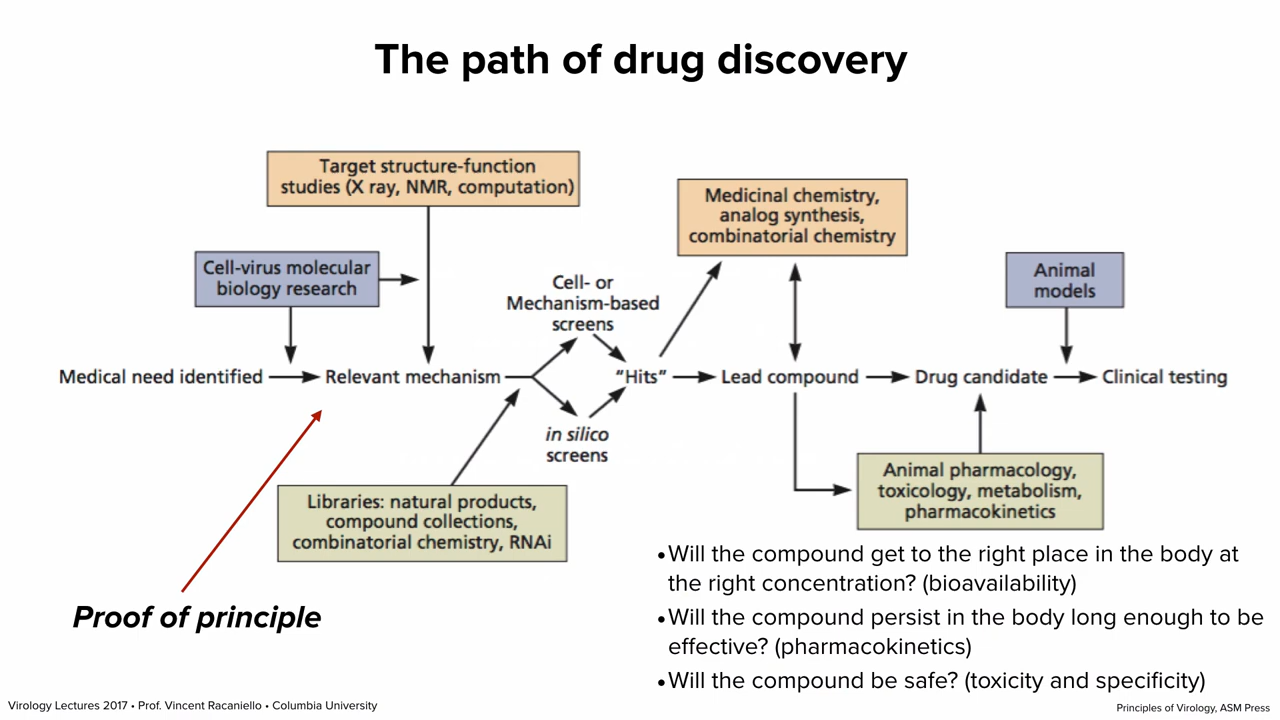 The path of drug discovery
Target structure-function
studies (X ray, NMR, computation)
Medicinal chemistry,
analog synthesis,
combinatorial chemistry
Cell-virus molecular
biology research
Animal
models
Cell- or
Mechanism-based
screens
Medical need identified
Relevant mechanism
"Hits"
Lead compound
Drug candidate
Clinical testing
in silico
screens
Libraries: natural products,
compound collections,
combinatorial chemistry, RNAi
Animal pharmacology,
toxicology, metabolism,
pharmacokinetics
Proof of principle
•Will the compound get to the right place in the body at
the right concentration? (bioavailability)
•Will the compound persist in the body long enough to be
effective? (pharmacokinetics)
•Will the compound be safe? (toxicity and specificity)
Virology Lectures 2017 • Prof. Vincent Racaniello • Columbia University
Principles of Virology, ASM Press